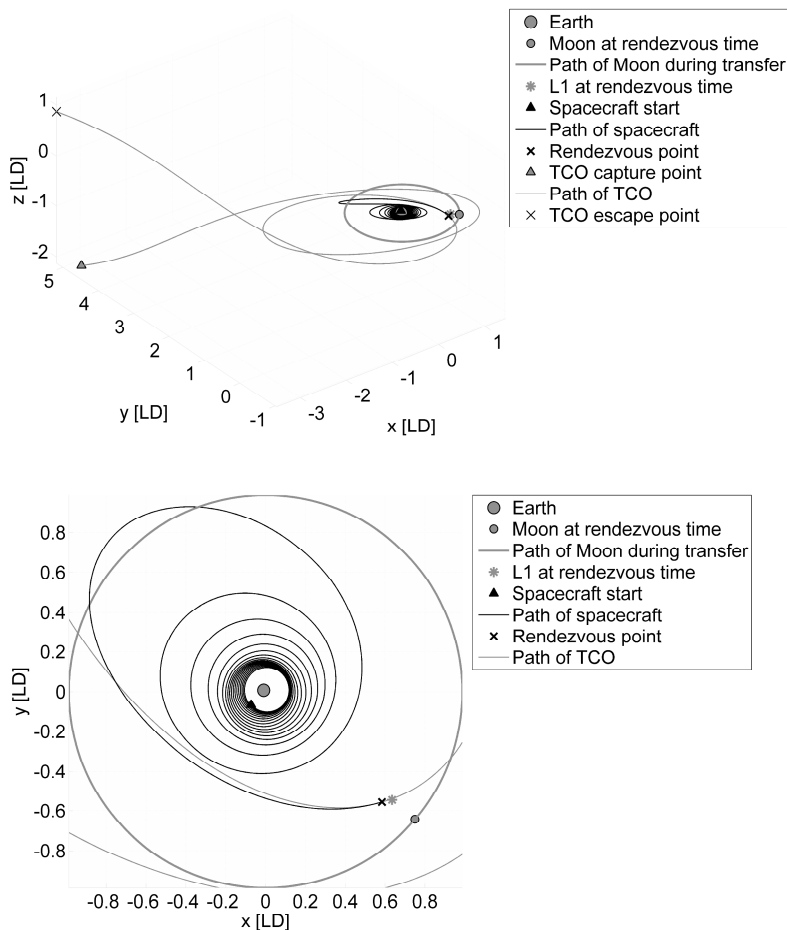 Earth
Moon at rendezvous time
Path of Moon during transfer
L1 at rendezvous time
Spacecraft start
Path of spacecraft
Rendezvous point
TCO capture point
Path of TCO
TCO escape point
1
0
-1
-2
z [LD]
5
4
3
2
1
0
-1
y [LD]
-3
-2
-1
0
1
x [LD]
Earth
Moon at rendezvous time
Path of Moon during transfer
L1 at rendezvous time
Spacecraft start
Path of spacecraft
Rendezvous point
Path of TCO
0.8
0.6
0.4
0.2
0
-0.2
-0.4
-0.6
-0.8
y [LD]
-0.8 -0.6 -0.4 -0.2 0 0.2 0.4 0.6 0.8
x [LD]